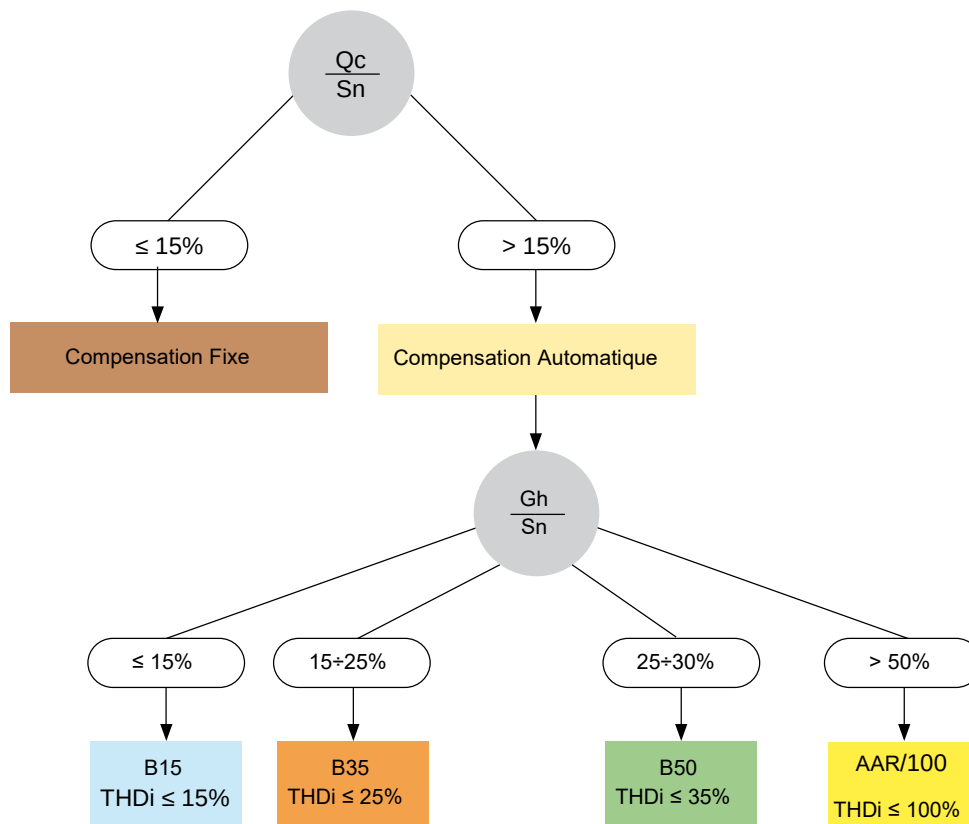 Qc
Sn
≤ 15%
> 15%
Compensation Fixe
Compensation Automatique
Gh
Sn
≤ 15%
15÷25%
25÷30%
> 50%
B15
THDi ≤ 15%
B35
THDi ≤ 25%
B50
THDi ≤ 35%
AAR/100
THDi ≤ 100%